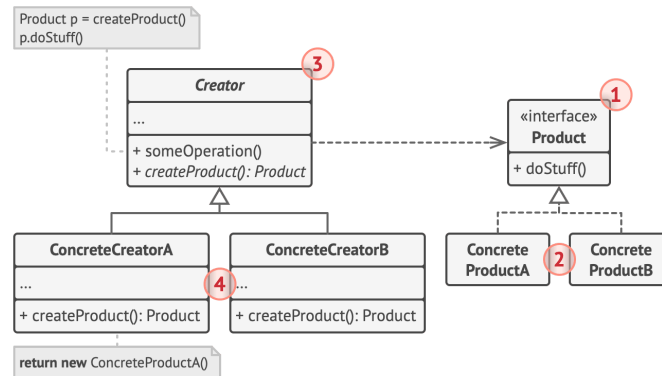 Product p = createProduct()
p.doStuff()
3
Creator
...
+ someOperation()
+ createProduct(): Product
1
«interface»
Product
+ doStuff()
ConcreteCreatorA
...
+ createProduct(): Product
4
ConcreteCreatorB
...
+ createProduct(): Product
Concrete
ProductA
2
Concrete
ProductB
return new ConcreteProductA()